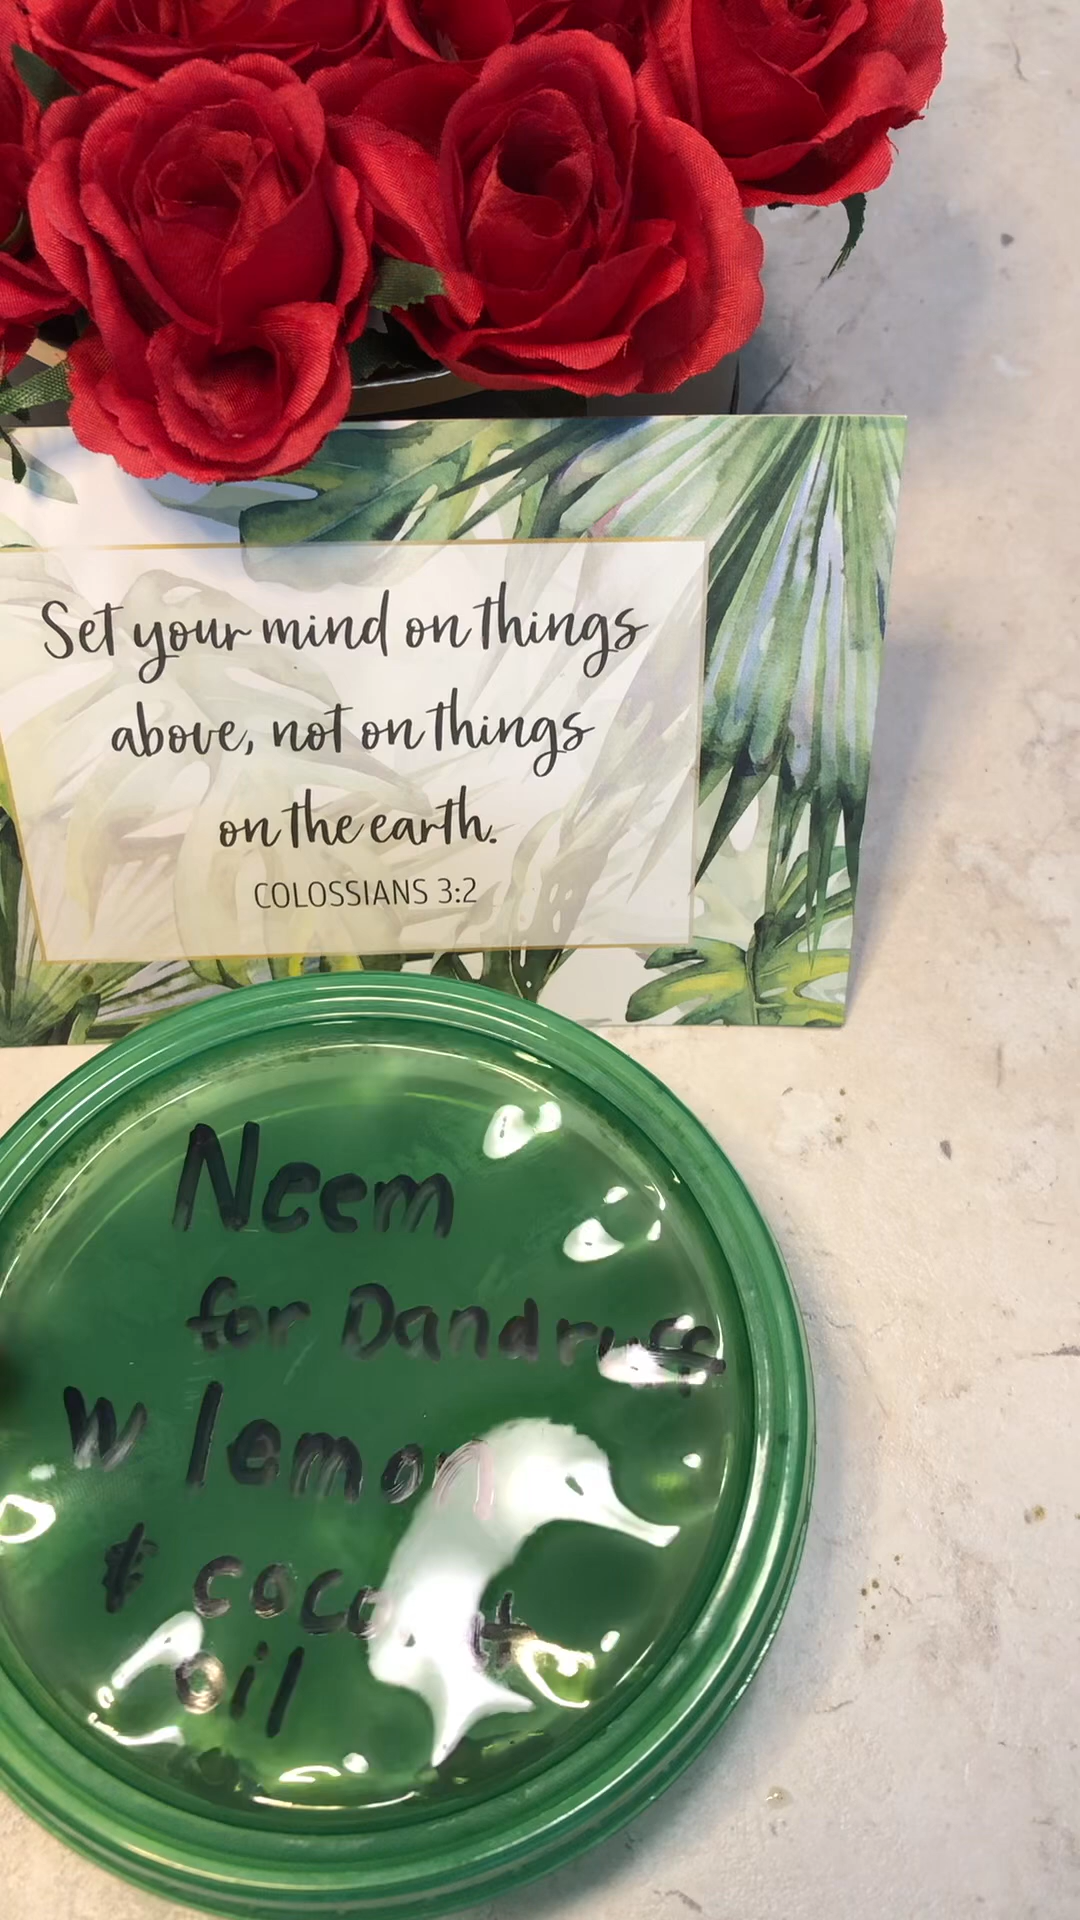 Set your mind on things
above, not on things
on the earth.
COLOSSIANS 3:2
Neem
for Dandruff
W lemon
& coconut
oil